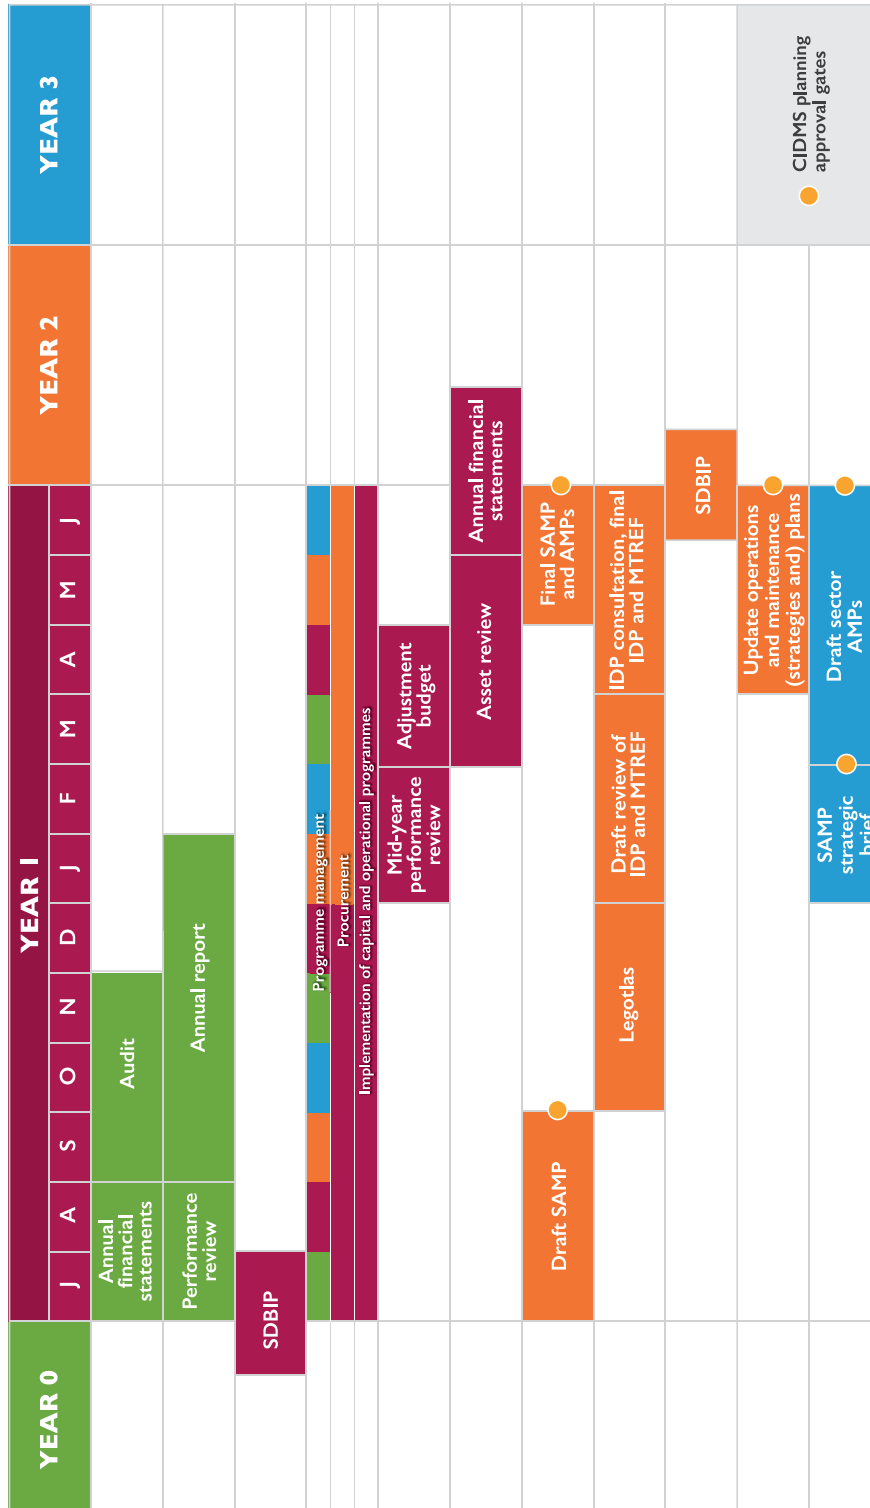 YEAR 0
YEAR 1
YEAR 2
YEAR 3
J
A
S
O
N
D
J
F
M
A
M
J
Annual
financial
statements
Audit
Performance
review
Annual report
SDBIP
Programme management
Procurement
Implementation of capital and operational programmes
Mid-year
performance
review
Adjustment
budget
Asset review
Annual financial
statements
Draft SAMP
Final SAMP
and AMPs
Legotlas
Draft review of
IDP and MTREF
IDP consultation, final
IDP and MTREF
SDBIP
Update operations
and maintenance
(strategies and) plans
SAMP
strategic
brief
Draft sector
AMPs
CIDMS planning
approval gates